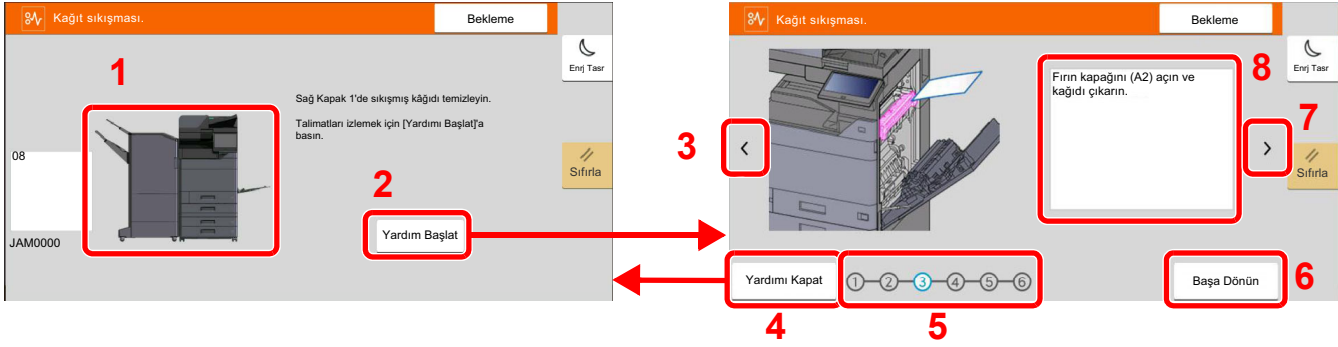 Kağıt sıkışması.
Bekleme
Enrj Tasr
1
Sağ Kapak 1'de sıkışmış kâğıdı temizleyin.
Talimatları izlemek için [Yardımı Başlat]'a
basın.
08
Sıfırla
2
JAM0000
Yardım Başlat
Kağıt sıkışması.
Bekleme
Enrj Tasr
Fırın kapağını (A2) açın ve
kağıdı çıkarın.
8
7
3
<
>
Sıfırla
Yardımı Kapat
1 2 3 4 5 6
Başa Dönün
6
4
5